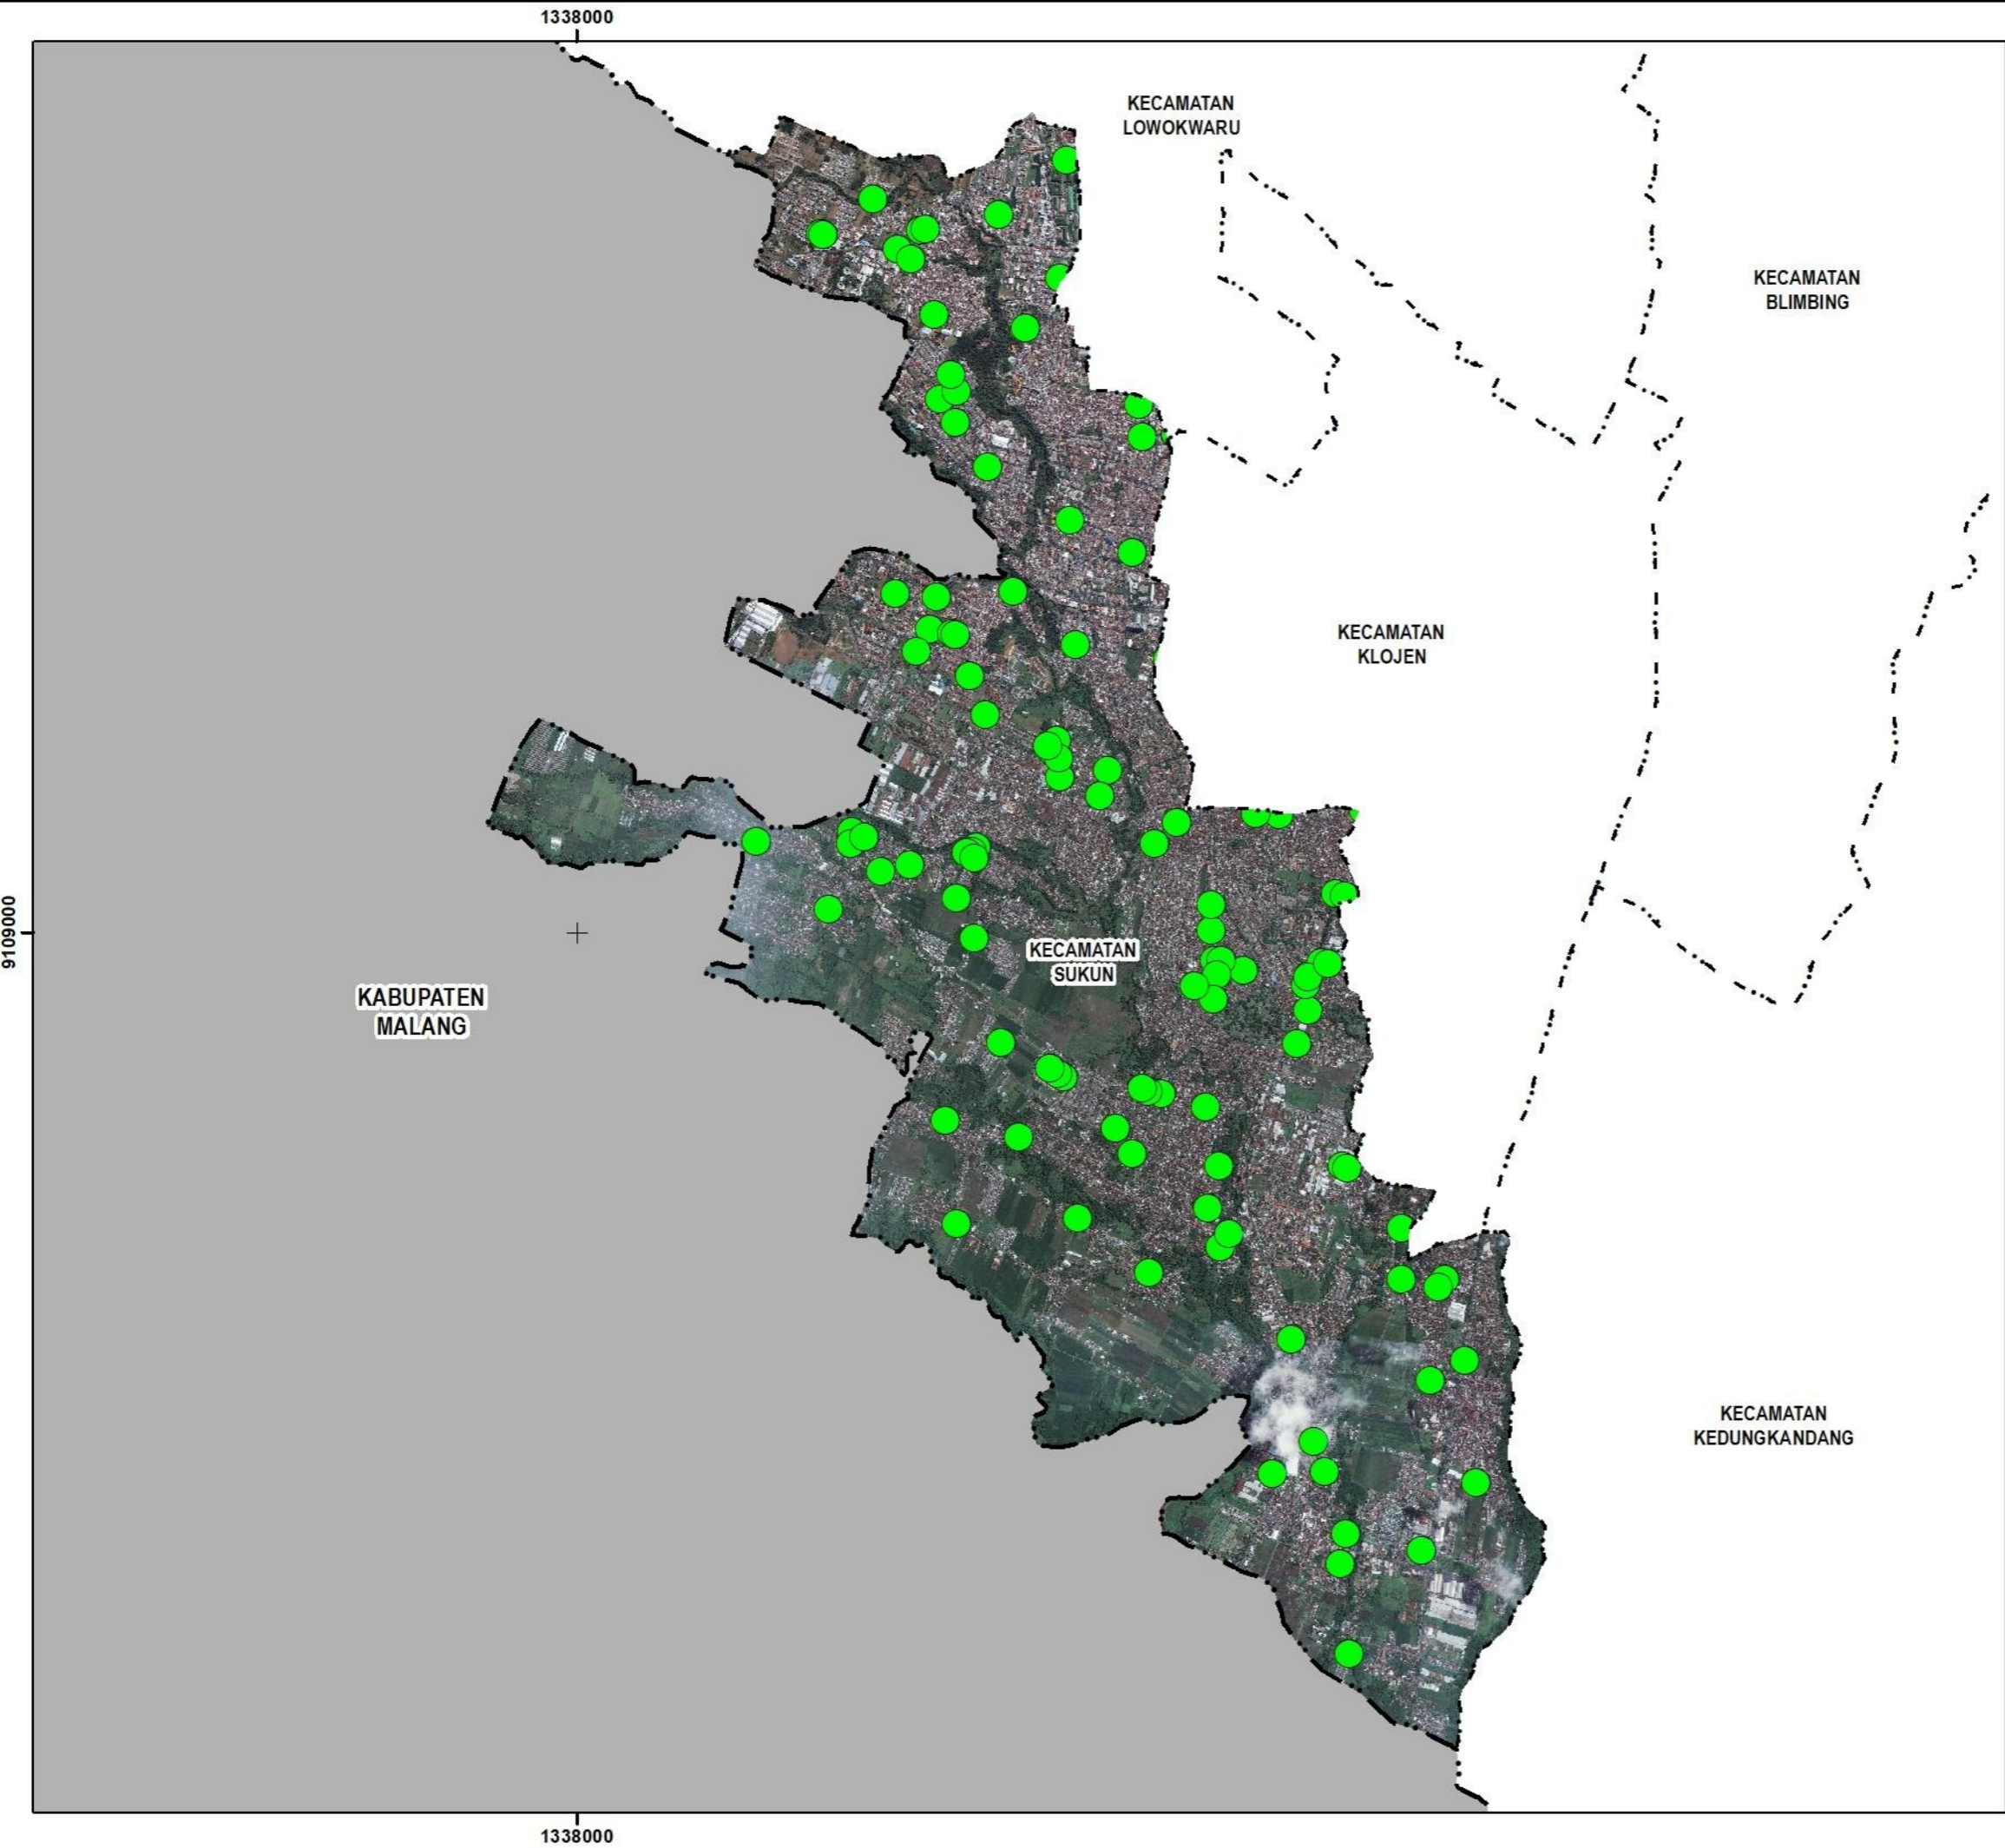 1338000
KECAMATAN
LOWOKWARU
KECAMATAN
BLIMBING
KECAMATAN
KLOJEN
9109000
KECAMATAN
SUKUN
KABUPATEN
MALANG
KECAMATAN
KEDUNGKANDANG
1338000